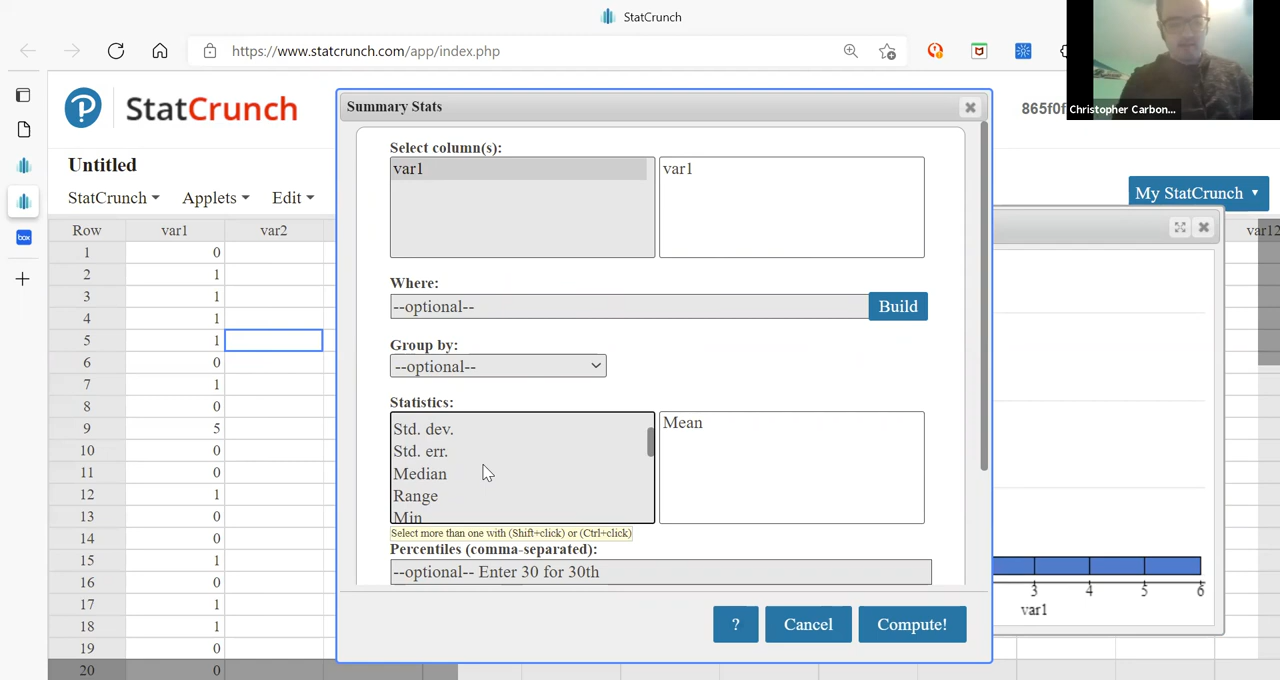 StatCrunch
https://www.statcrunch.com/app/index.php
Christopher Carbon...
P StatCrunch
865f0f
Untitled
StatCrunch Applets Edit
My StatCrunch
Summary Stats
Select column(s):
var1 var1
Where:
--optional-- Build
Group by:
--optional--
Statistics:
Std. dev. Mean
Std. err.
Median
Range
Min
Select more than one with (Shift+click) or (Ctrl+click)
Percentiles (comma-separated):
--optional-- Enter 30 for 30th
? Cancel Compute!
Row var1 var2 var12
1 0
2 1
3 1
4 1
5 1
6 0
7 1
8 0
9 5
10 0
11 0
12 1
13 0
14 0
15 1
16 0
17 1
18 1
19 0
20 0
3 4 5 6
var1
box